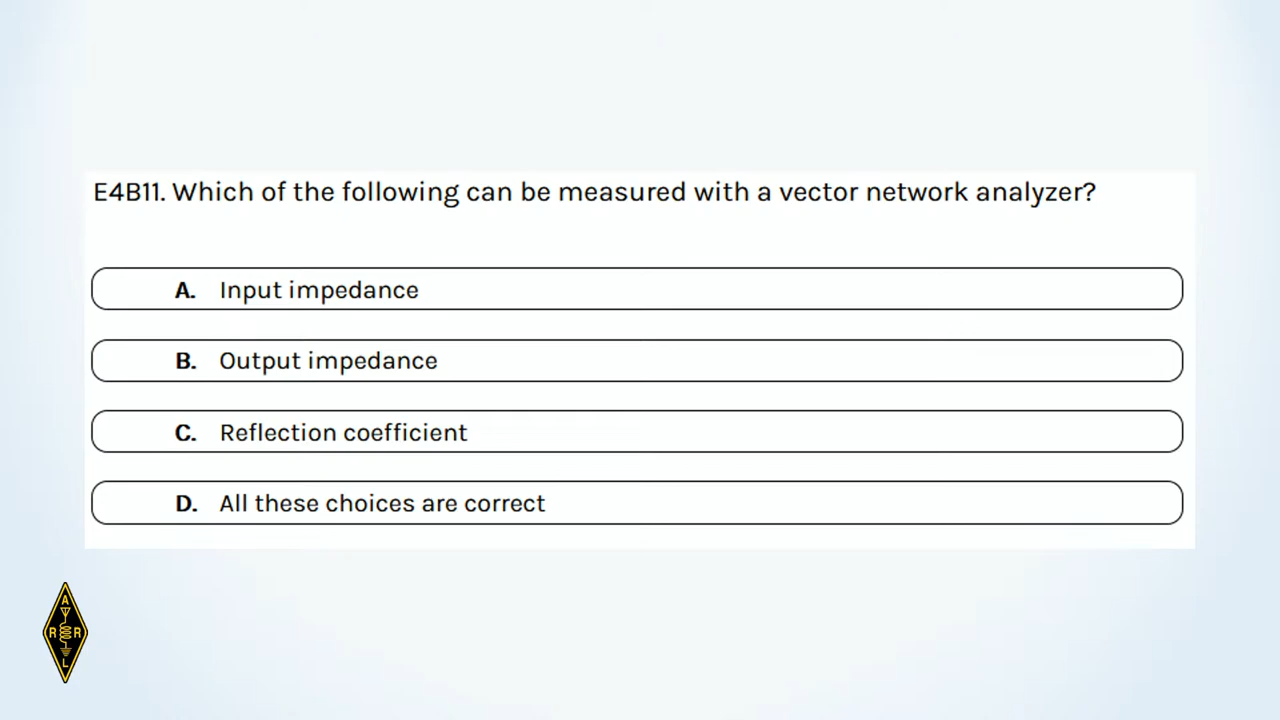 E4B11. Which of the following can be measured with a vector network analyzer?
A. Input impedance
B. Output impedance
C. Reflection coefficient
D. All these choices are correct
A
R R
L